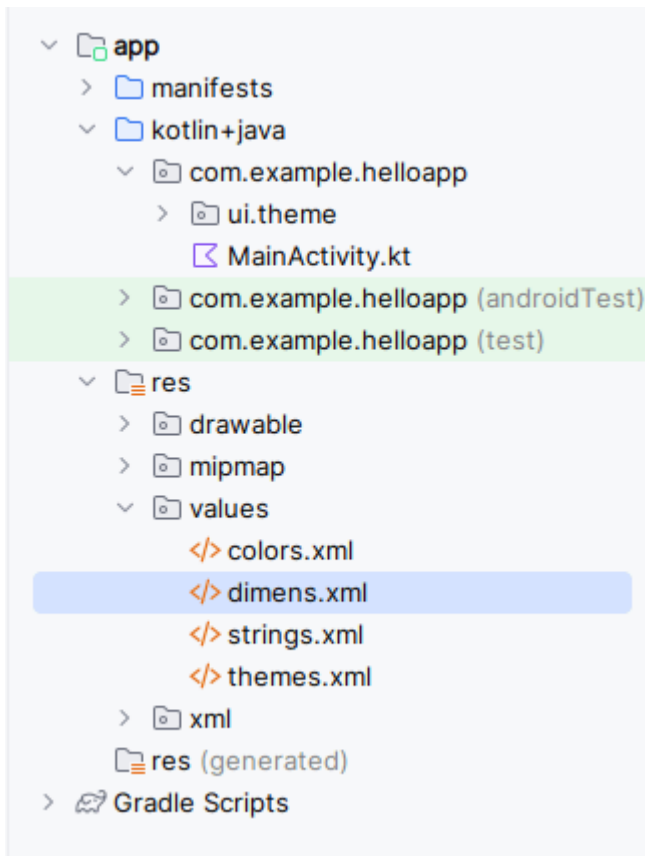 app
manifests
kotlin+java
com.example.helloapp
ui.theme
MainActivity.kt
com.example.helloapp (androidTest)
com.example.helloapp (test)
res
drawable
mipmap
values
colors.xml
dimens.xml
strings.xml
themes.xml
xml
res (generated)
Gradle Scripts